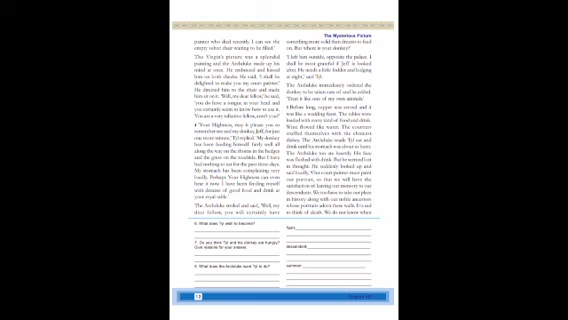 The Mysterious Picture
painter who died recently. I can see the
empty velvet chair waiting to be filled.'
The Virgin's picture was a splendid
painting and the Archduke made up his
mind at once. He embraced and kissed
him on both cheeks. He said, 'I shall be
delighted to make you my court painter.'
He directed him to the chair and made
him sit on it. 'Well, my dear fellow,' he said,
'you do have a tongue in your head and
you certainly seem to know how to use it.
You are a very talkative fellow, aren't you?'
'Your Highness, may it please you to
remember me and my donkey, Jeff, for just
one more minute,' Tyl replied. 'My donkey
has been feeding himself fairly well all
along the way on the thorns in the hedges
and the grass on the roadside. But I have
had nothing to eat for the past three days.
My stomach has been complaining very
loudly. Perhaps Your Highness can even
hear it now. I have been feeding myself
with dreams of good food and drink at
your royal table.'
The Archduke smiled and said, 'Well, my
dear fellow, you will certainly have
something more solid than dreams to feed
on. But where is your donkey?'
'I left him outside, opposite the palace. I
shall be most grateful if Jeff is looked
after. He needs a little fodder and lodging
at night,' said Tyl.
The Archduke immediately ordered the
donkey to be taken care of and he added.
'Treat it like one of my own animals.'
Before long, supper was served and it
was like a wedding feast. The tables were
loaded with every kind of food and drink.
Wine flowed like water. The courtiers
stuffed themselves with the choicest
dishes. The Archduke made Tyl eat and
drink until his stomach was close to burst.
The Archduke too ate heartily. His face
was flushed with drink. But he seemed lost
in thought. He suddenly looked up and
said loudly, 'Our court painter must paint
our portrait, so that we will have the
satisfaction of leaving our memory to our
descendants. We too have to take our place
in history along with our noble ancestors
whose portraits adorn these walls. It is sad
to think of death. We do not know when
6. What does Tyl wish to become?
7. Do you think Tyl and his donkey are hungry?
Give reasons for your answer.
8. What does the Archduke want Tyl to do?
descendant: